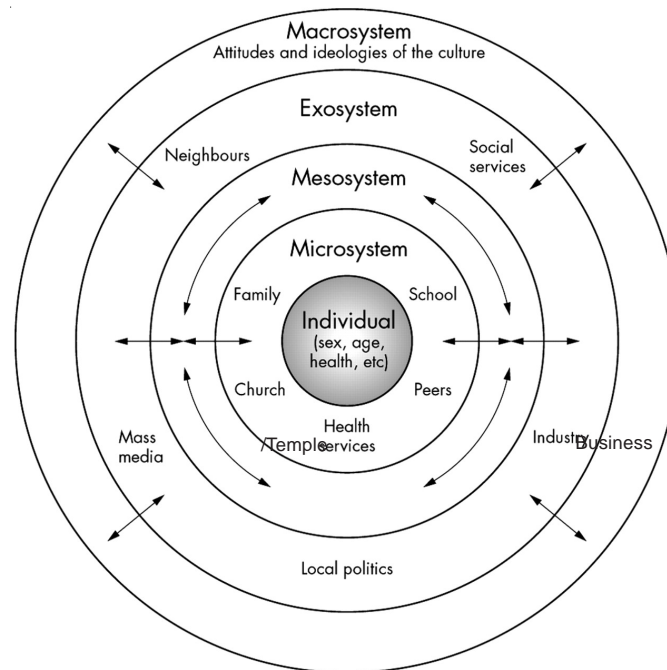 Macrosystem
Attitudes and ideologies of the culture
Exosystem
Neighbours
Social
services
Mesosystem
Microsystem
Family
School
Individual
(sex, age,
health, etc)
Church
Peers
Health
services
/Temple
Mass
media
Industry
Business
Local politics